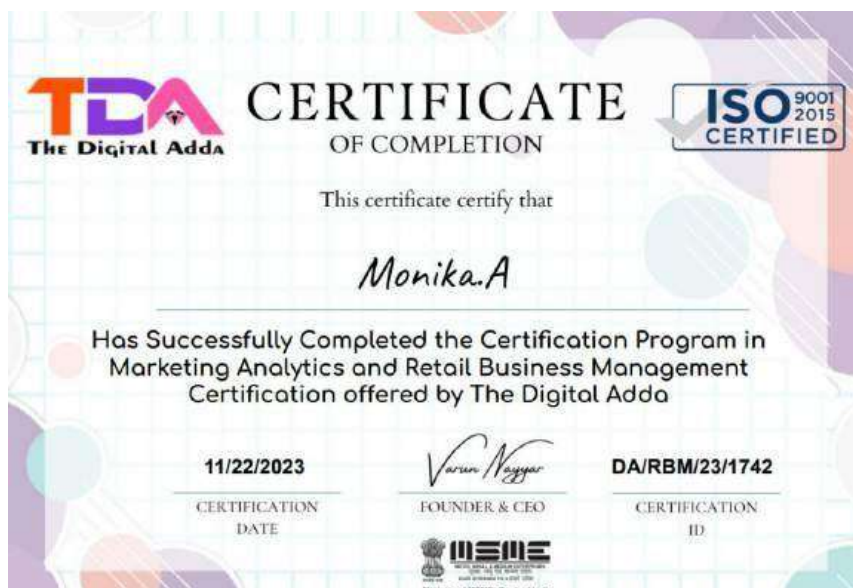 TDA
The Digital Adda
CERTIFICATE
OF COMPLETION
ISO 9001
2015
CERTIFIED
This certificate certify that
Monika.A
Has Successfully Completed the Certification Program in
Marketing Analytics and Retail Business Management
Certification offered by The Digital Adda
11/22/2023
CERTIFICATION
DATE
Varun Nayyar
FOUNDER & CEO
DA/RBM/23/1742
CERTIFICATION
ID
MSME